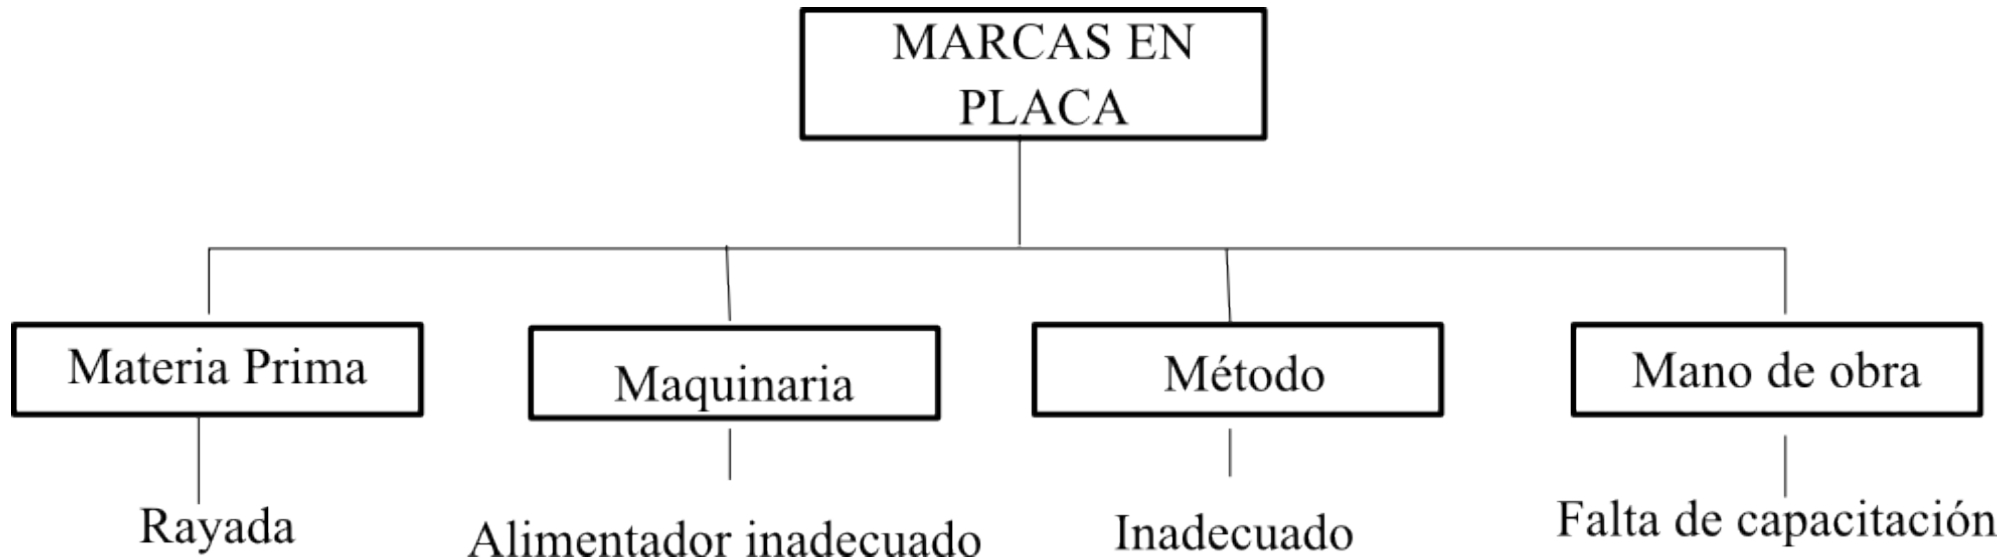 MARCAS EN
PLACA
Materia Prima
Maquinaria
Método
Mano de obra
Rayada
Alimentador inadecuado
Inadecuado
Falta de capacitación